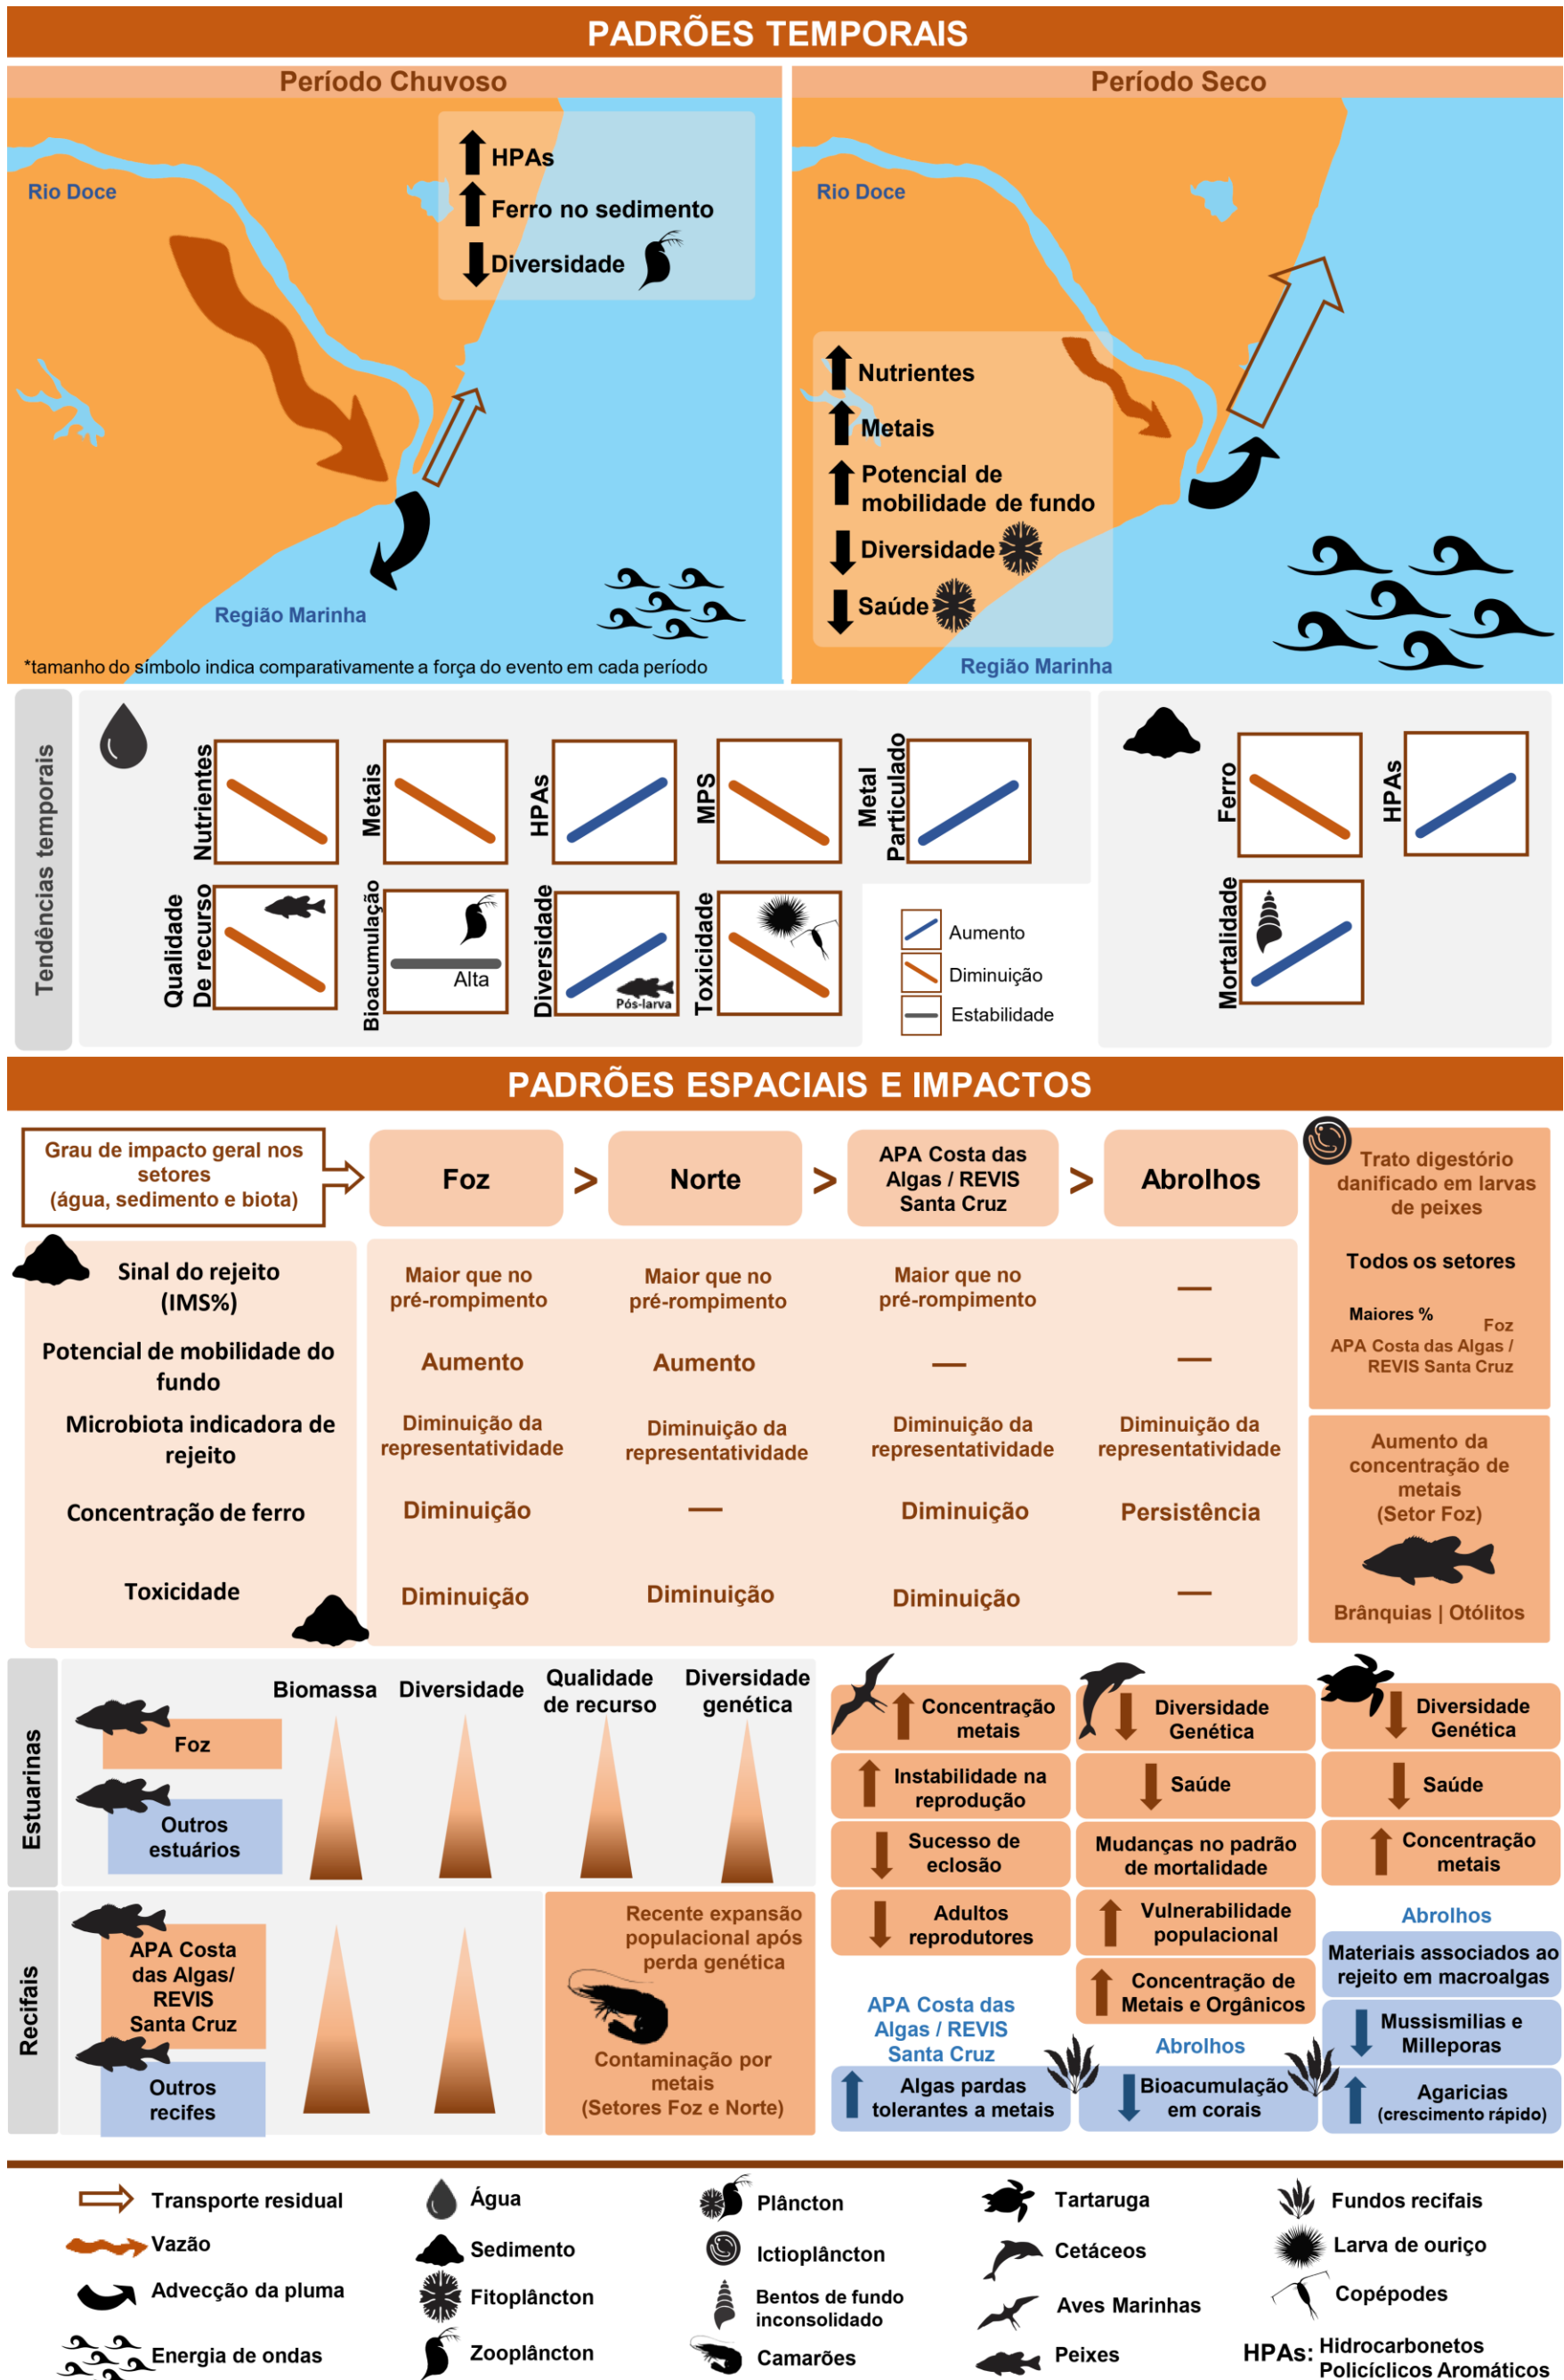 PADRÕES TEMPORAIS
Período Chuvoso
Rio Doce
HPAs
Ferro no sedimento
Diversidade
Região Marinha
*tamanho do símbolo indica comparativamente a força do evento em cada período
Período Seco
Rio Doce
Nutrientes
Metais
Potencial de
mobilidade de fundo
Diversidade
Saúde
Região Marinha
Tendências temporais
Nutrientes
Metais
HPAs
MPS
Metal
Particulado
Qualidade
De recurso
Bioacumulação
Alta
Diversidade
Pós-larva
Toxicidade
Aumento
Diminuição
Estabilidade
Ferro
HPAs
Mortalidade
PADRÕES ESPACIAIS E IMPACTOS
Grau de impacto geral nos
setores
(água, sedimento e biota)
Foz
>
Norte
>
APA Costa das
Algas / REVIS
Santa Cruz
>
Abrolhos
Sinal do rejeito
(IMS%)
Maior que no
pré-rompimento
Maior que no
pré-rompimento
Maior que no
pré-rompimento
—
Potencial de mobilidade do
fundo
Aumento
Aumento
—
—
Microbiota indicadora de
rejeito
Diminuição da
representatividade
Diminuição da
representatividade
Diminuição da
representatividade
Diminuição da
representatividade
Concentração de ferro
Diminuição
—
Diminuição
Persistência
Toxicidade
Diminuição
Diminuição
Diminuição
—
Trato digestório
danificado em larvas
de peixes
Todos os setores
Maiores %
Foz
APA Costa das Algas /
REVIS Santa Cruz
Aumento da
concentração de
metais
(Setor Foz)
Brânquias | Otólitos
Estuarinas
Foz
Outros
estuários
Biomassa
Diversidade
Qualidade
de recurso
Diversidade
genética
Recifais
APA Costa
das Algas/
REVIS
Santa Cruz
Outros
recifes
Recente expansão
populacional após
perda genética
Contaminação por
metais
(Setores Foz e Norte)
Concentração
metais
Instabilidade na
reprodução
Sucesso de
eclosão
Adultos
reprodutores
APA Costa das
Algas / REVIS
Santa Cruz
Algas pardas
tolerantes a metais
Diversidade
Genética
Saúde
Mudanças no padrão
de mortalidade
Vulnerabilidade
populacional
Concentração de
Metais e Orgânicos
Abrolhos
Bioacumulação
em corais
Diversidade
Genética
Saúde
Concentração
metais
Abrolhos
Materiais associados ao
rejeito em macroalgas
Mussismilias e
Milleporas
Agaricias
(crescimento rápido)
Transporte residual
Vazão
Advecção da pluma
Energia de ondas
Água
Sedimento
Fitoplâncton
Zooplâncton
Plâncton
Ictioplâncton
Bentos de fundo
inconsolidado
Camarões
Tartaruga
Cetáceos
Aves Marinhas
Peixes
Fundos recifais
Larva de ouriço
Copépodes
HPAs: Hidrocarbonetos
Policíclicos Aromáticos